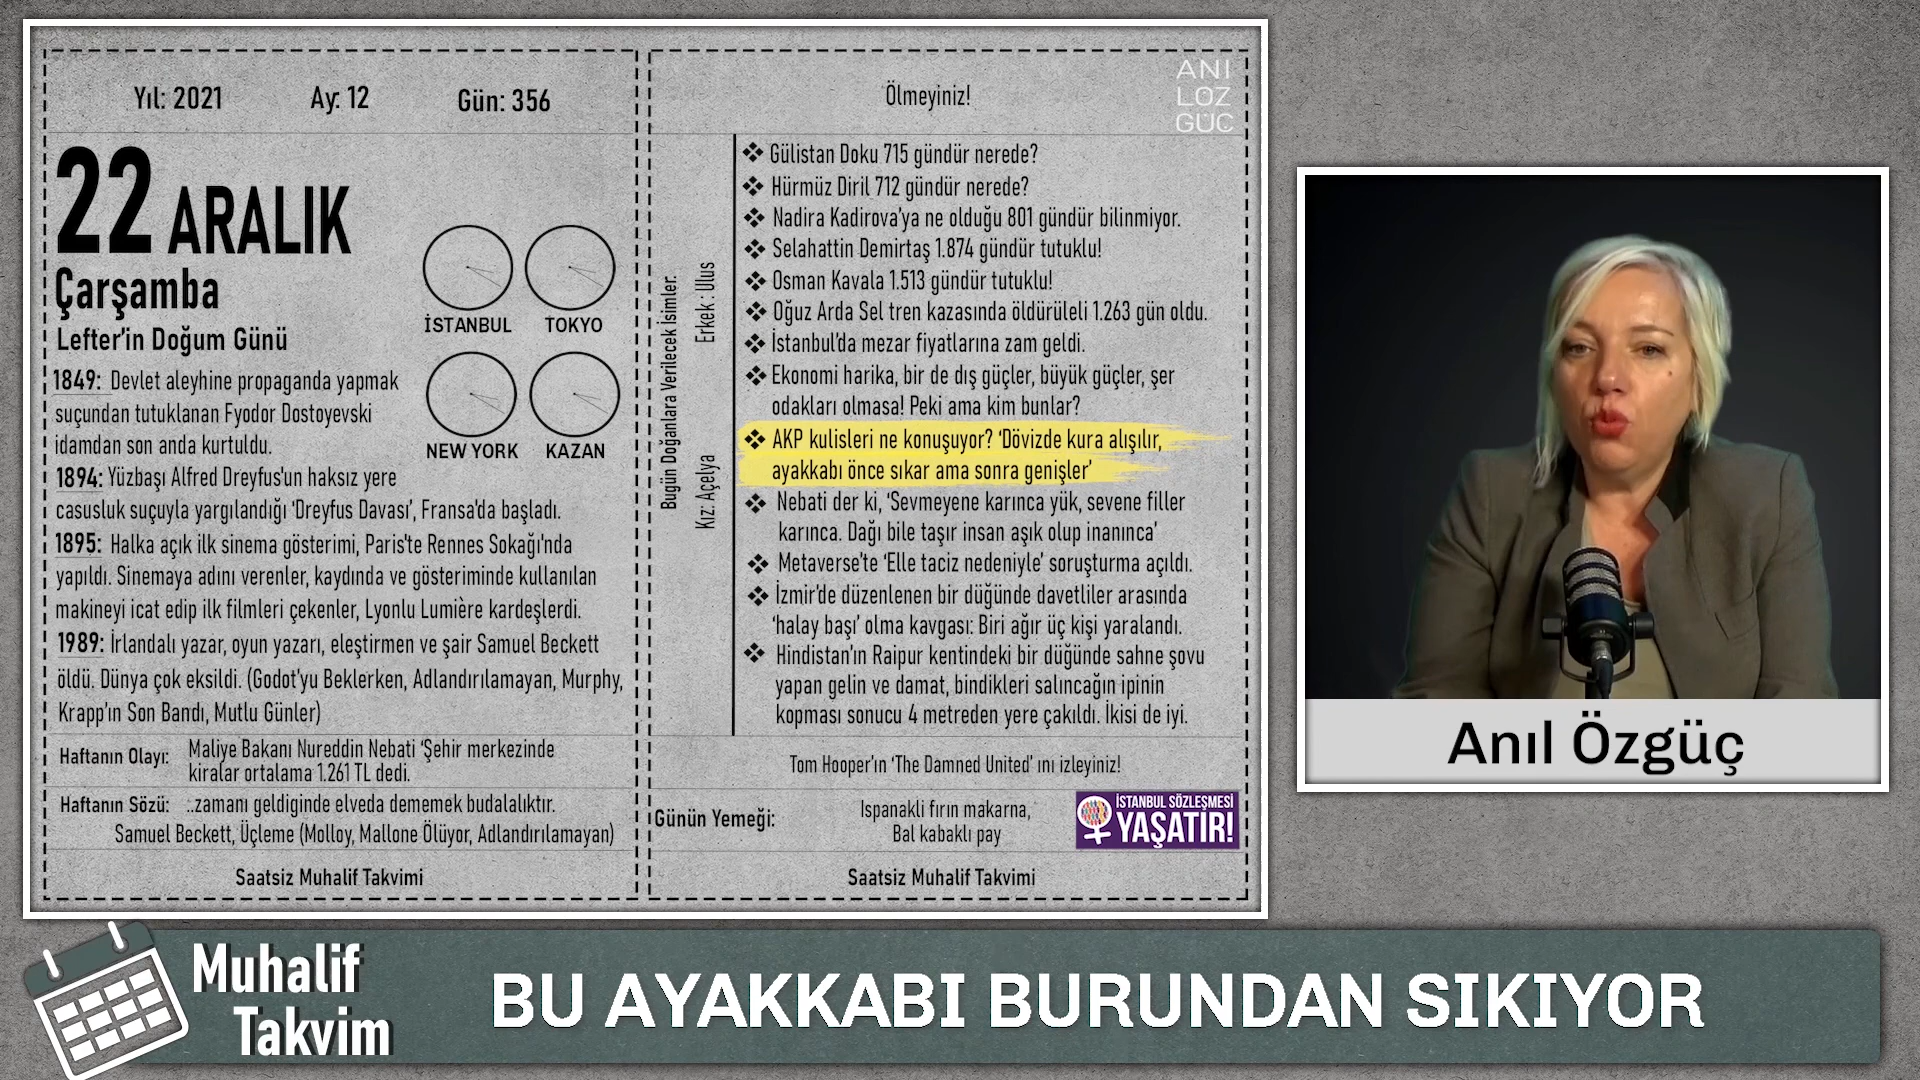 Yıl: 2021 Ay: 12 Gün: 356
22 ARALIK
Çarşamba
Lefter'in Doğum Günü
İSTANBUL TOKYO
NEW YORK KAZAN
1849: Devlet aleyhine propaganda yapmak
suçundan tutuklanan Fyodor Dostoyevski
idamdan son anda kurtuldu.
1894: Yüzbaşı Alfred Dreyfus'un haksız yere
casusluk suçuyla yargılandığı 'Dreyfus Davası', Fransa'da başladı.
1895: Halka açık ilk sinema gösterimi, Paris'te Rennes Sokağı'nda
yapıldı. Sinemaya adını verenler, kaydında ve gösteriminde kullanılan
makineyi icat edip ilk filmleri çekenler, Lyonlu Lumière kardeşlerdi.
1989: İrlandalı yazar, oyun yazarı, eleştirmen ve şair Samuel Beckett
öldü. Dünya çok eksildi. (Godot'yu Beklerken, Adlandırılamayan, Murphy,
Krapp'ın Son Bandı, Mutlu Günler)
Haftanın Olayı: Maliye Bakanı Nureddin Nebati 'Şehir merkezinde
kiralar ortalama 1.261 TL dedi.
Haftanın Sözü: ..zamanı geldiginde elveda dememek budalalıktır.
Samuel Beckett, Üçleme (Molloy, Mallone Ölüyor, Adlandırılamayan)
Saatsiz Muhalif Takvimi
Ölmeyiniz!
ANI
LOZ
GÜÇ
Bugün Doğanlara Verilecek İsimler:
Kız: Açelya Erkek : Ulus
❖ Gülistan Doku 715 gündür nerede?
❖ Hürmüz Diril 712 gündür nerede?
❖ Nadira Kadirova'ya ne olduğu 801 gündür bilinmiyor.
❖ Selahattin Demirtaş 1.874 gündür tutuklu!
❖ Osman Kavala 1.513 gündür tutuklu!
❖ Oğuz Arda Sel tren kazasında öldürüleli 1.263 gün oldu.
❖ İstanbul'da mezar fiyatlarına zam geldi.
❖ Ekonomi harika, bir de dış güçler, büyük güçler, şer
odakları olmasa! Peki ama kim bunlar?
❖ AKP kulisleri ne konuşuyor? 'Dövizde kura alışılır,
ayakkabı önce sıkar ama sonra genişler'
❖ Nebati der ki, 'Sevmeyene karınca yük, sevene filler
karınca. Dağı bile taşır insan aşık olup inanınca'
❖ Metaverse'te 'Elle taciz nedeniyle' soruşturma açıldı.
❖ İzmir'de düzenlenen bir düğünde davetliler arasında
'halay başı' olma kavgası: Biri ağır üç kişi yaralandı.
❖ Hindistan'ın Raipur kentindeki bir düğünde sahne şovu
yapan gelin ve damat, bindikleri salıncağın ipinin
kopması sonucu 4 metreden yere çakıldı. İkisi de iyi.
Tom Hooper'ın 'The Damned United' ını izleyiniz!
Günün Yemeği: Ispanakli fırın makarna,
Bal kabaklı pay
İSTANBUL SÖZLEŞMESİ
YAŞATIR!
Saatsiz Muhalif Takvimi
Anıl Özgüç
Muhalif
Takvim
BU AYAKKABI BURUNDAN SIKIYOR